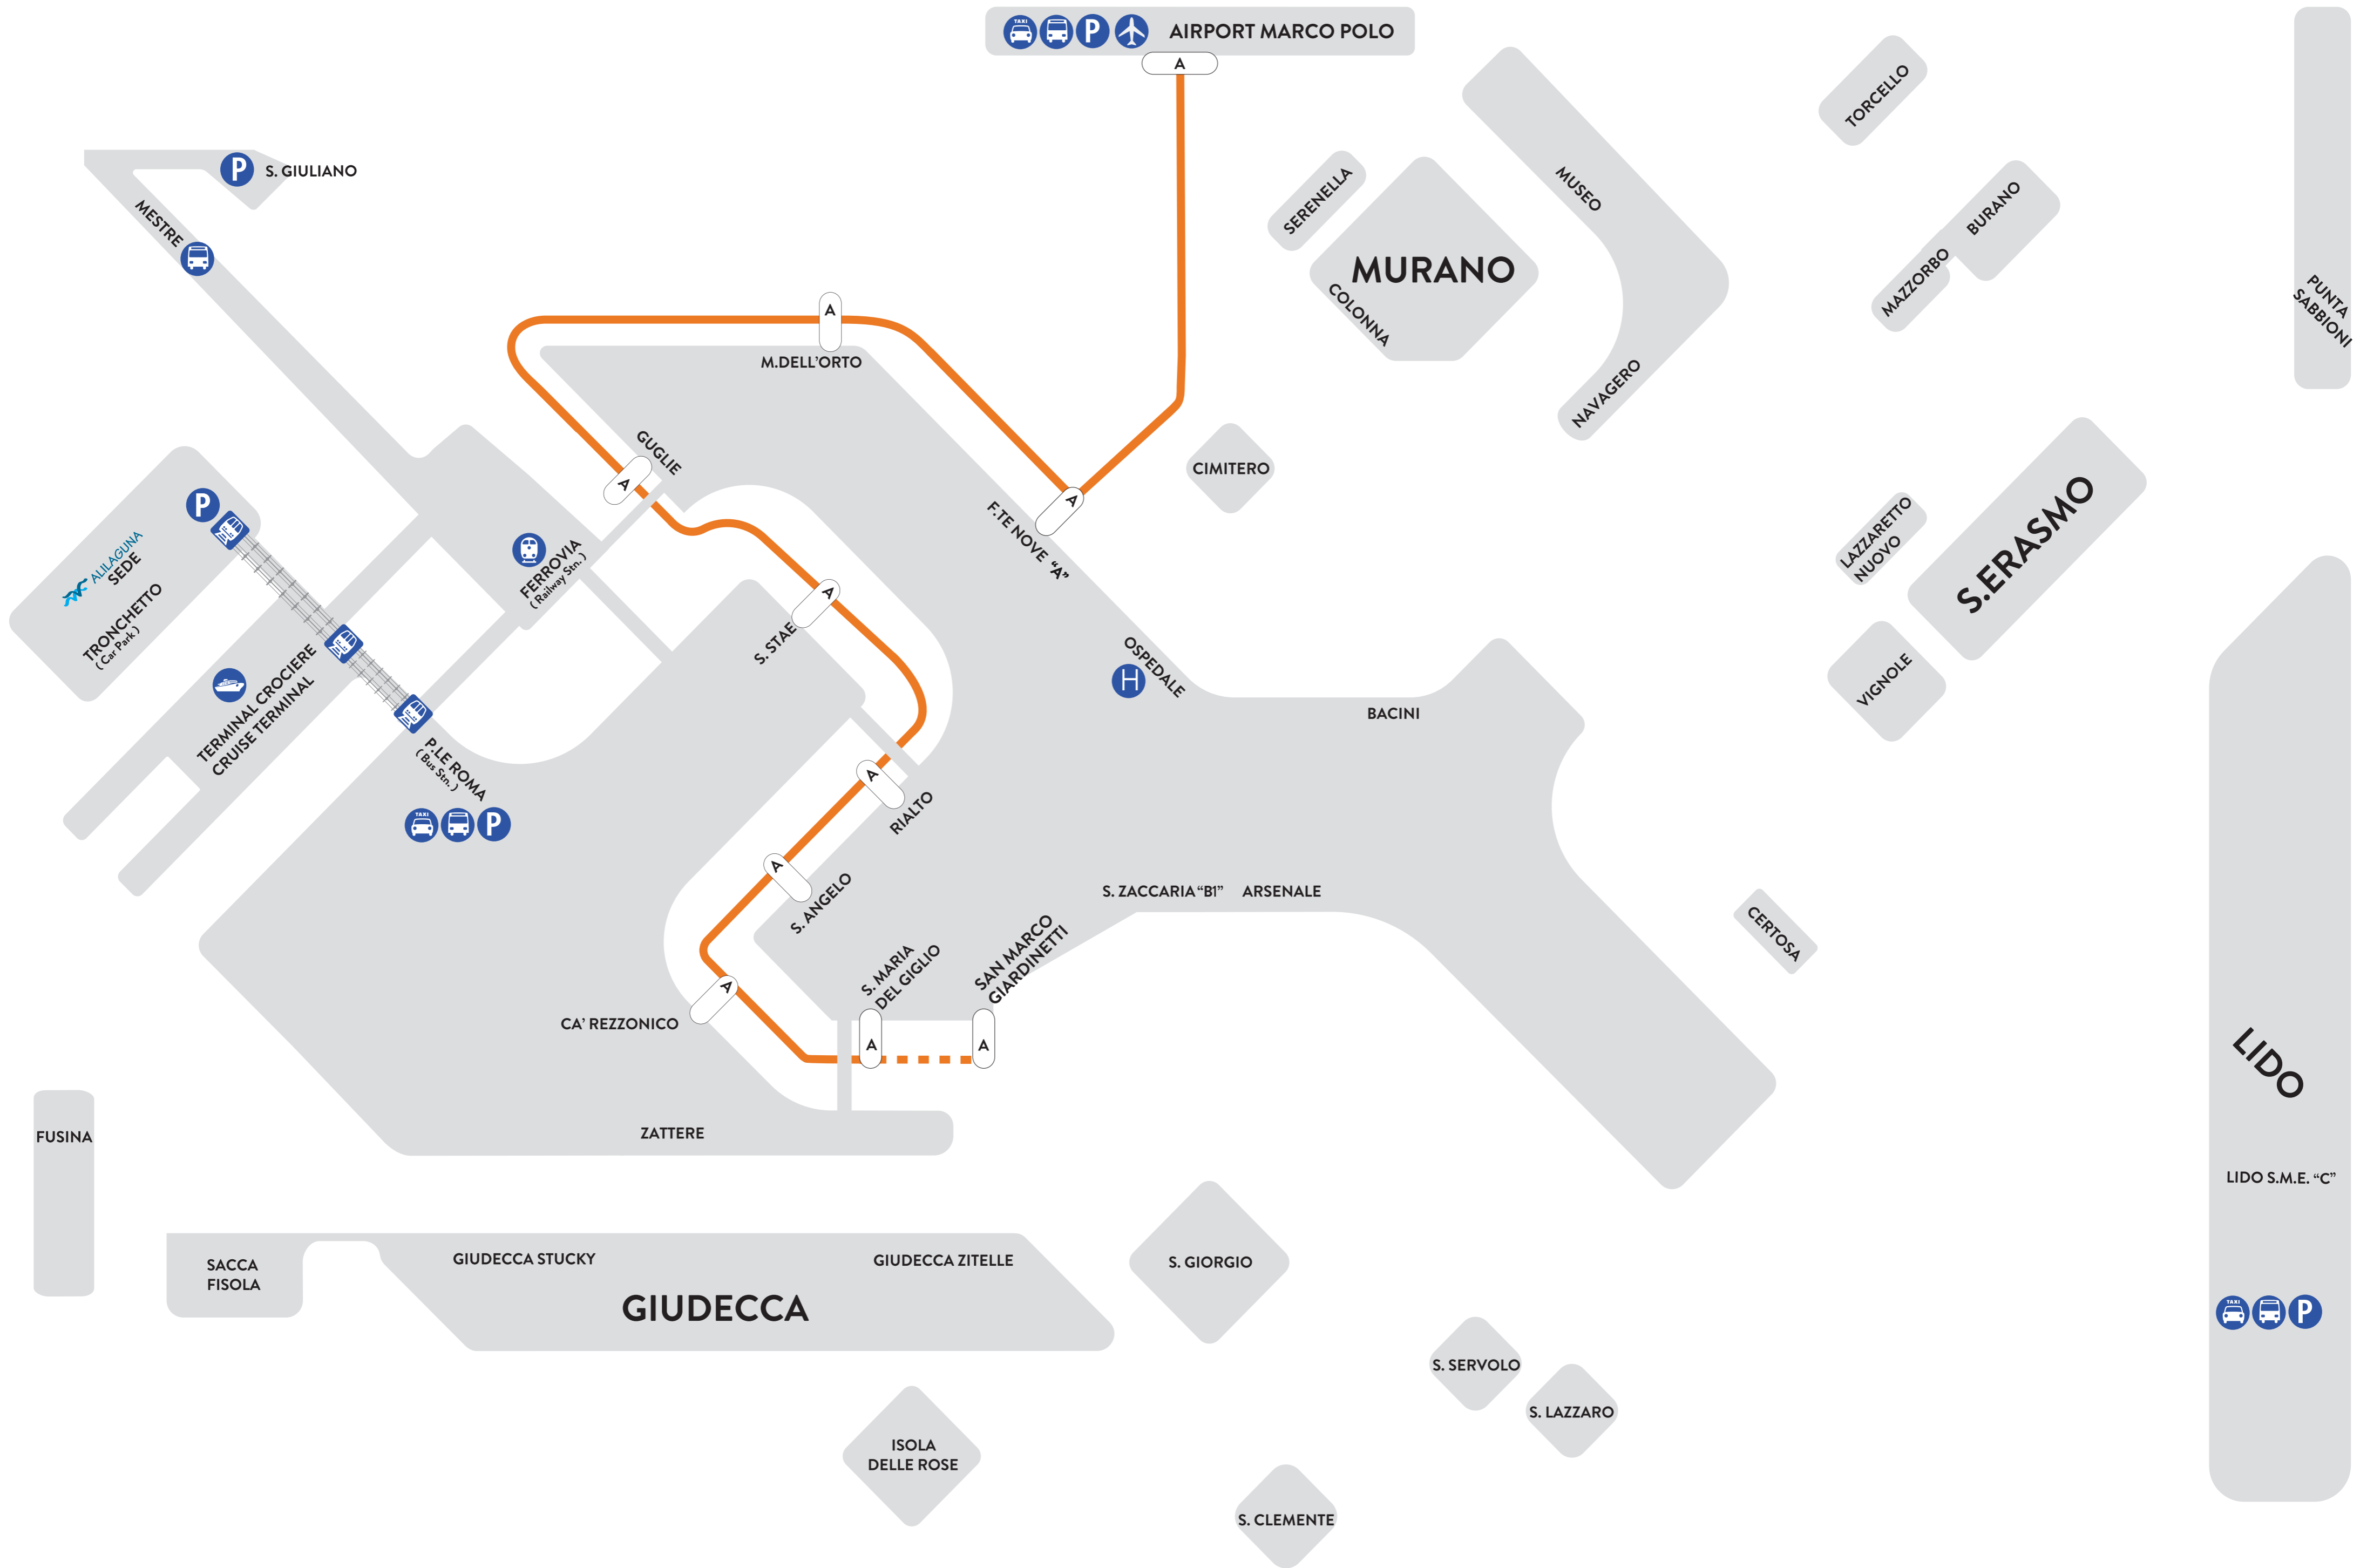 TAXI
P
AIRPORT MARCO POLO
A
TORCELLO
P
S. GIULIANO
MESTRE
SERENELLA
MUSEO
MURANO
COLONNA
BURANO
MAZZORBO
PUNTA
SABBIONI
A
M.DELL'ORTO
NAVAGERO
GUGLIE
A
CIMITERO
A
F.TE NOVE "A"
P
ALILAGUNA
SEDE
TRONCHETTO
( Car Park )
FERROVIA
( Railway Stn. )
LAZZARETTO
NUOVO
S.ERASMO
A
S. STAE
VIGNOLE
OSPEDALE
H
TERMINAL CROCIERE
CRUISE TERMINAL
BACINI
P.LE ROMA
( Bus Stn. )
TAXI
P
A
RIALTO
A
S. ANGELO
S. ZACCARIA "B1"
ARSENALE
CERTOSA
S. MARIA
DEL GIGLIO
SAN MARCO
GIARDINETTI
A
CA' REZZONICO
A
A
LIDO
FUSINA
ZATTERE
LIDO S.M.E. "C"
SACCA
FISOLA
GIUDECCA STUCKY
GIUDECCA ZITELLE
GIUDECCA
S. GIORGIO
TAXI
P
S. SERVOLO
S. LAZZARO
ISOLA
DELLE ROSE
S. CLEMENTE